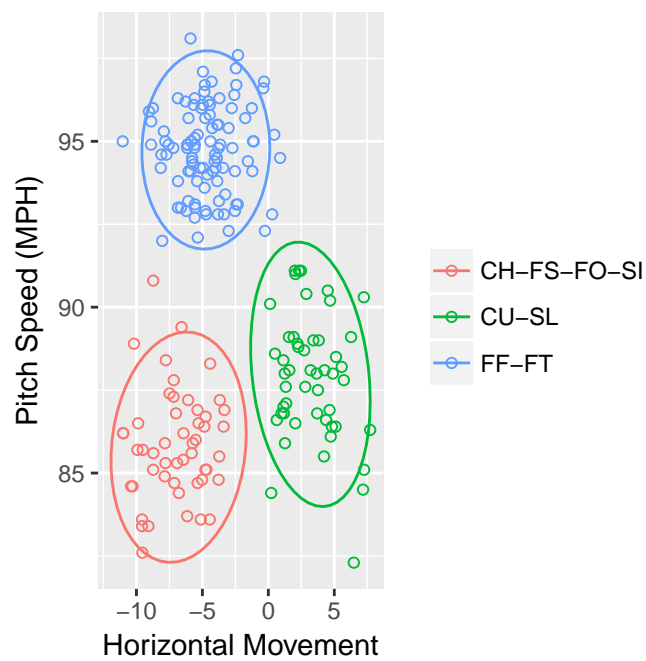 Pitch Speed (MPH)
95
90
85
−10
−5
0
5
Horizontal Movement
CH−FS−FO−SI
CU−SL
FF−FT